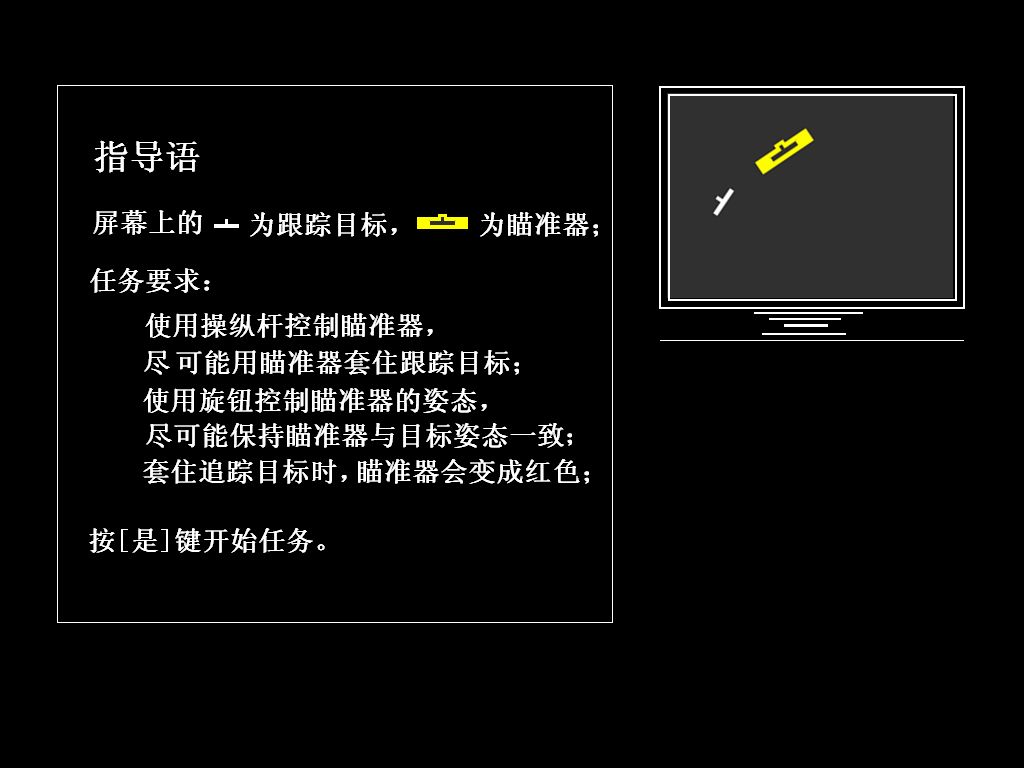 指导语
屏幕上的 为跟踪目标， 为瞄准器；
任务要求：
使用操纵杆控制瞄准器，
尽可能用瞄准器套住跟踪目标；
使用旋钮控制瞄准器的姿态，
尽可能保持瞄准器与目标姿态一致；
套住追踪目标时，瞄准器会变成红色；
按[是]键开始任务。